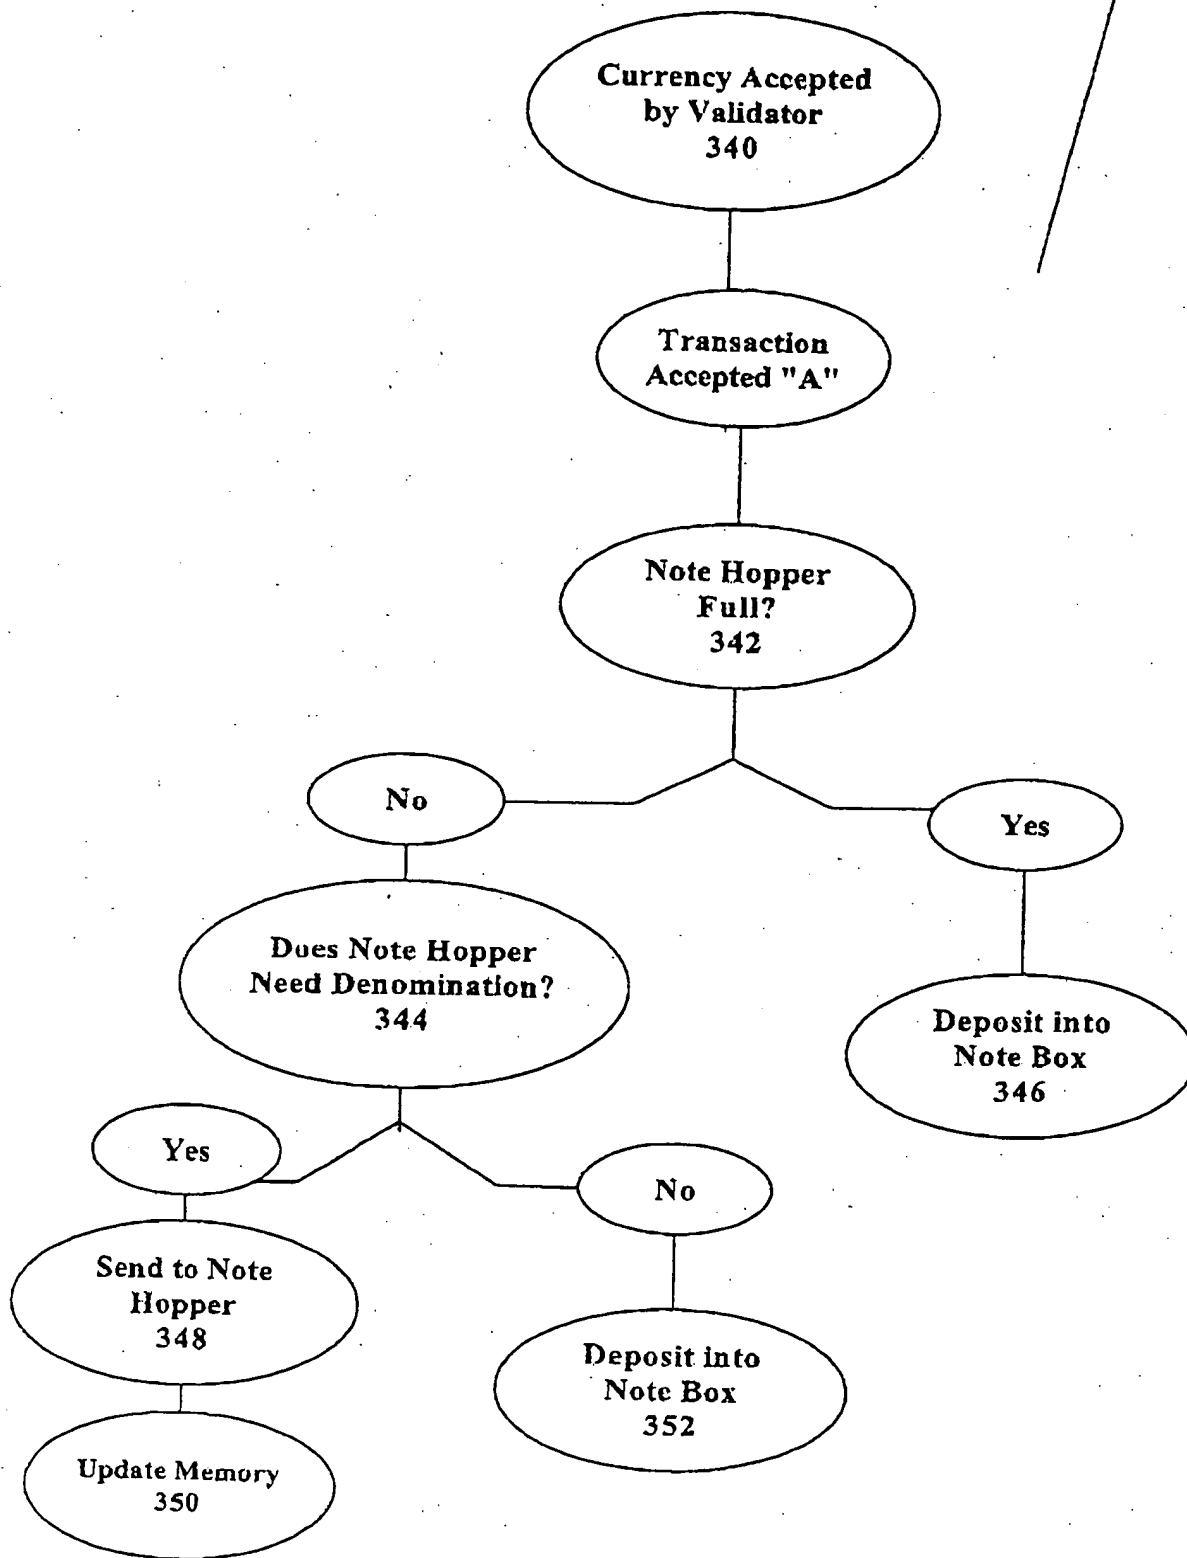 Currency Accepted
by Validator
340
Transaction
Accepted "A"
Note Hopper
Full?
342
No
Yes
Does Note Hopper
Need Denomination?
344
Deposit into
Note Box
346
Yes
No
Send to Note
Hopper
348
Deposit into
Note Box
352
Update Memory
350